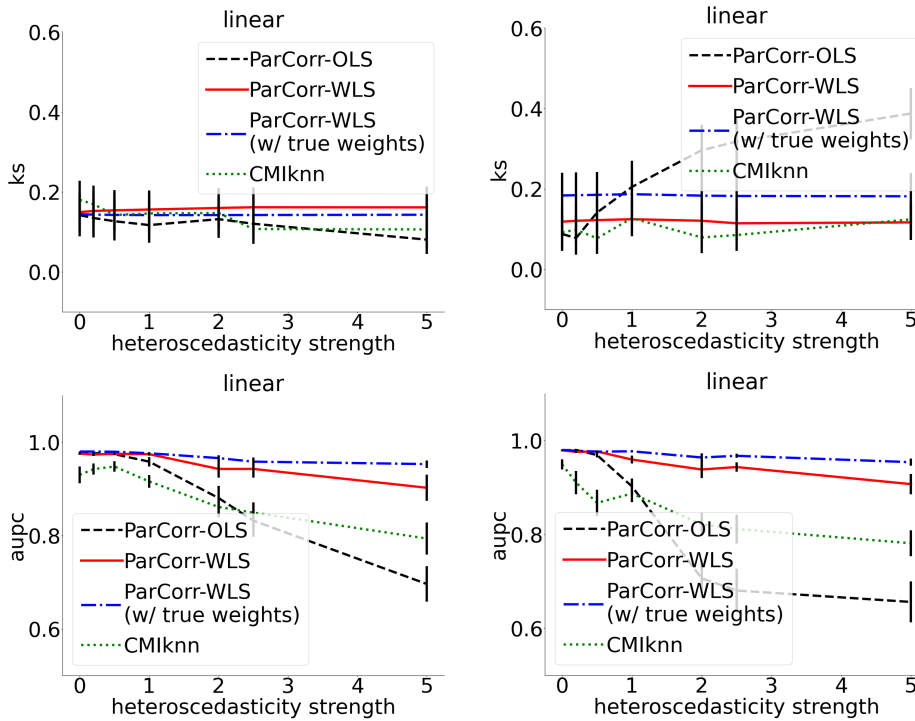 linear
0.6
0.4
0.2
0.0
ks
ParCorr-OLS
ParCorr-WLS
ParCorr-WLS
(w/ true weights)
CMIknn
0 1 2 3 4 5
heteroscedasticity strength
linear
0.6
0.4
0.2
0.0
ks
ParCorr-OLS
ParCorr-WLS
ParCorr-WLS
(w/ true weights)
CMIknn
0 1 2 3 4 5
heteroscedasticity strength
linear
1.0
0.8
0.6
aupc
ParCorr-OLS
ParCorr-WLS
ParCorr-WLS
(w/ true weights)
CMIknn
0 1 2 3 4 5
heteroscedasticity strength
linear
1.0
0.8
0.6
aupc
ParCorr-OLS
ParCorr-WLS
ParCorr-WLS
(w/ true weights)
CMIknn
0 1 2 3 4 5
heteroscedasticity strength